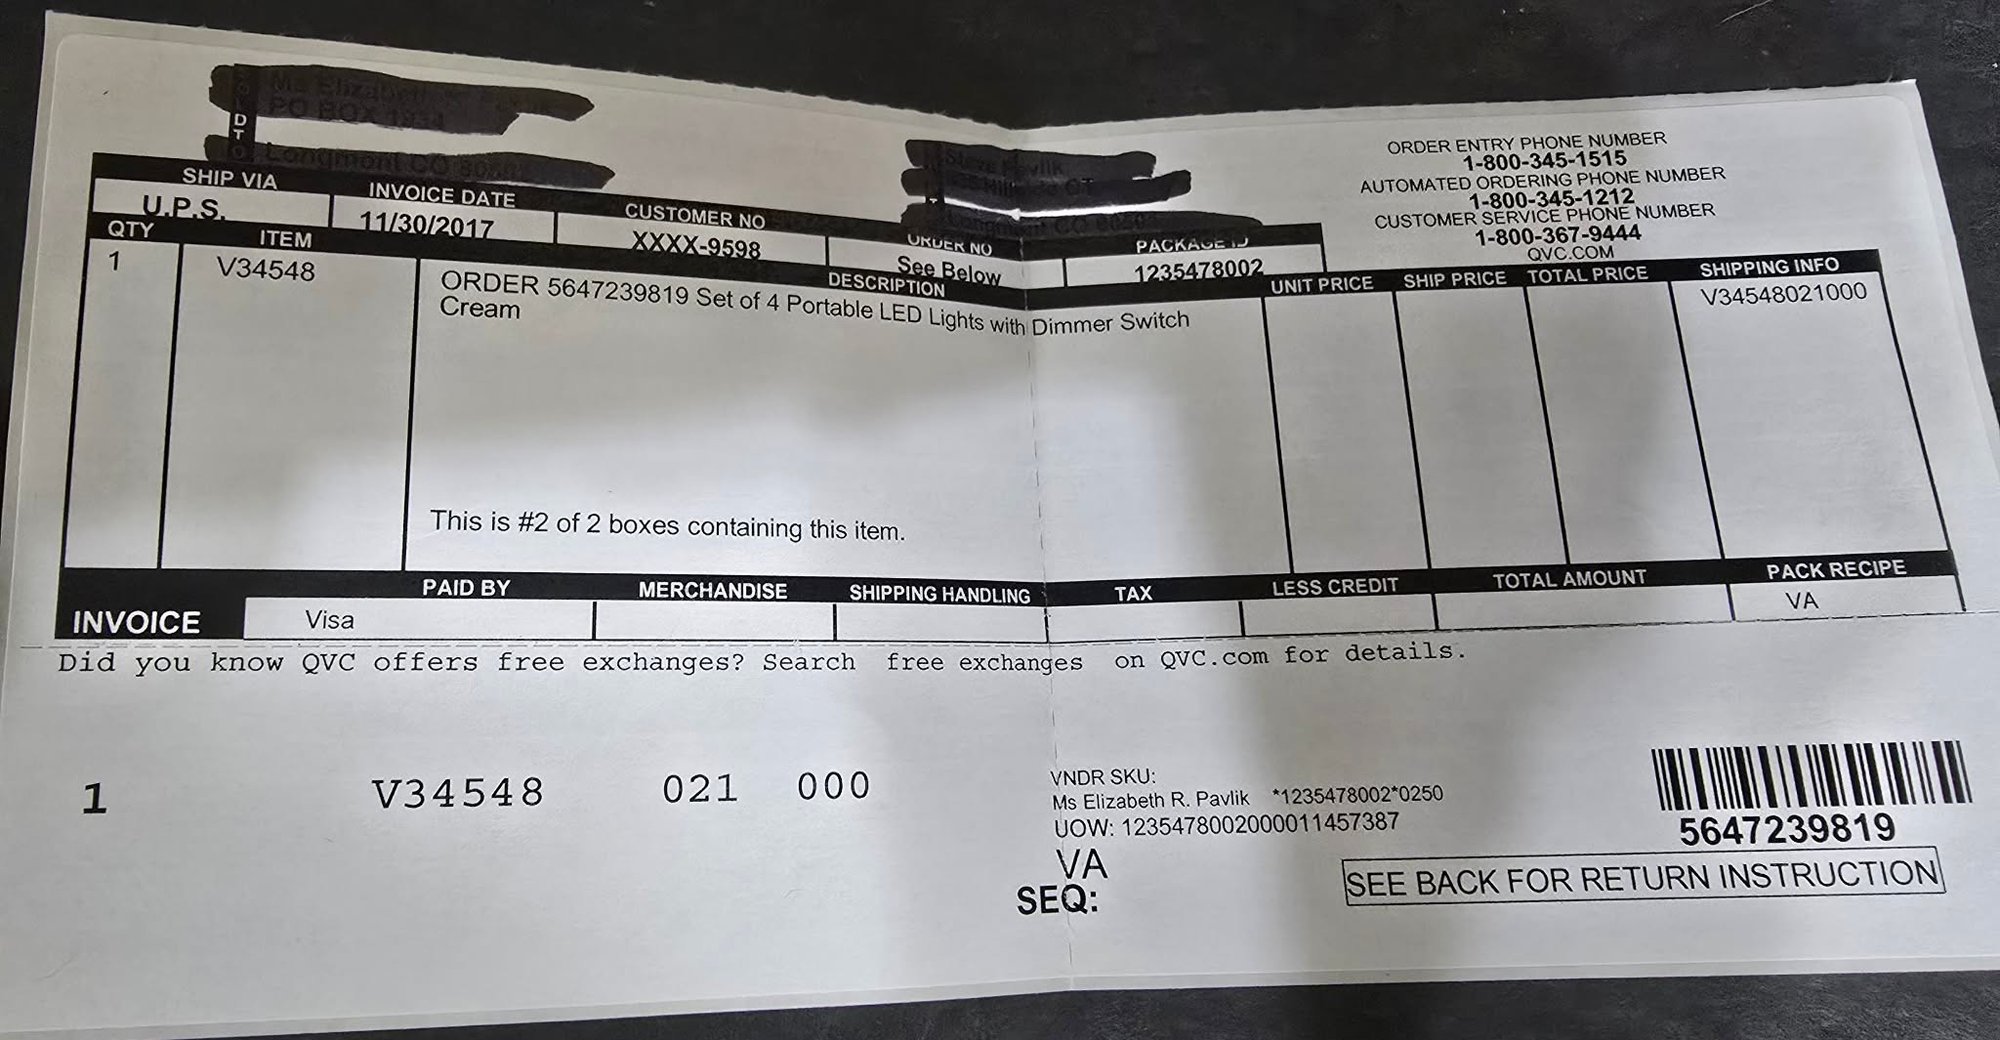 ORDER ENTRY PHONE NUMBER
1-800-345-1515
AUTOMATED ORDERING PHONE NUMBER
1-800-345-1212
CUSTOMER SERVICE PHONE NUMBER
1-800-367-9444
QVC.COM
SHIP VIA INVOICE DATE CUSTOMER NO ORDER NO PACKAGE ID
U.P.S. 11/30/2017 XXXX-9598 See Below 1235478002
QTY ITEM DESCRIPTION UNIT PRICE SHIP PRICE TOTAL PRICE SHIPPING INFO
1 V34548 ORDER 5647239819 Set of 4 Portable LED Lights with Dimmer Switch V34548021000
Cream
This is #2 of 2 boxes containing this item.
PAID BY MERCHANDISE SHIPPING HANDLING TAX LESS CREDIT TOTAL AMOUNT PACK RECIPE
INVOICE Visa VA
Did you know QVC offers free exchanges? Search free exchanges on QVC.com for details.
1 V34548 021 000
VNDR SKU:
Ms Elizabeth R. Pavlik *1235478002*0250
UOW: 1235478002000011457387
VA
SEQ:
5647239819
SEE BACK FOR RETURN INSTRUCTION